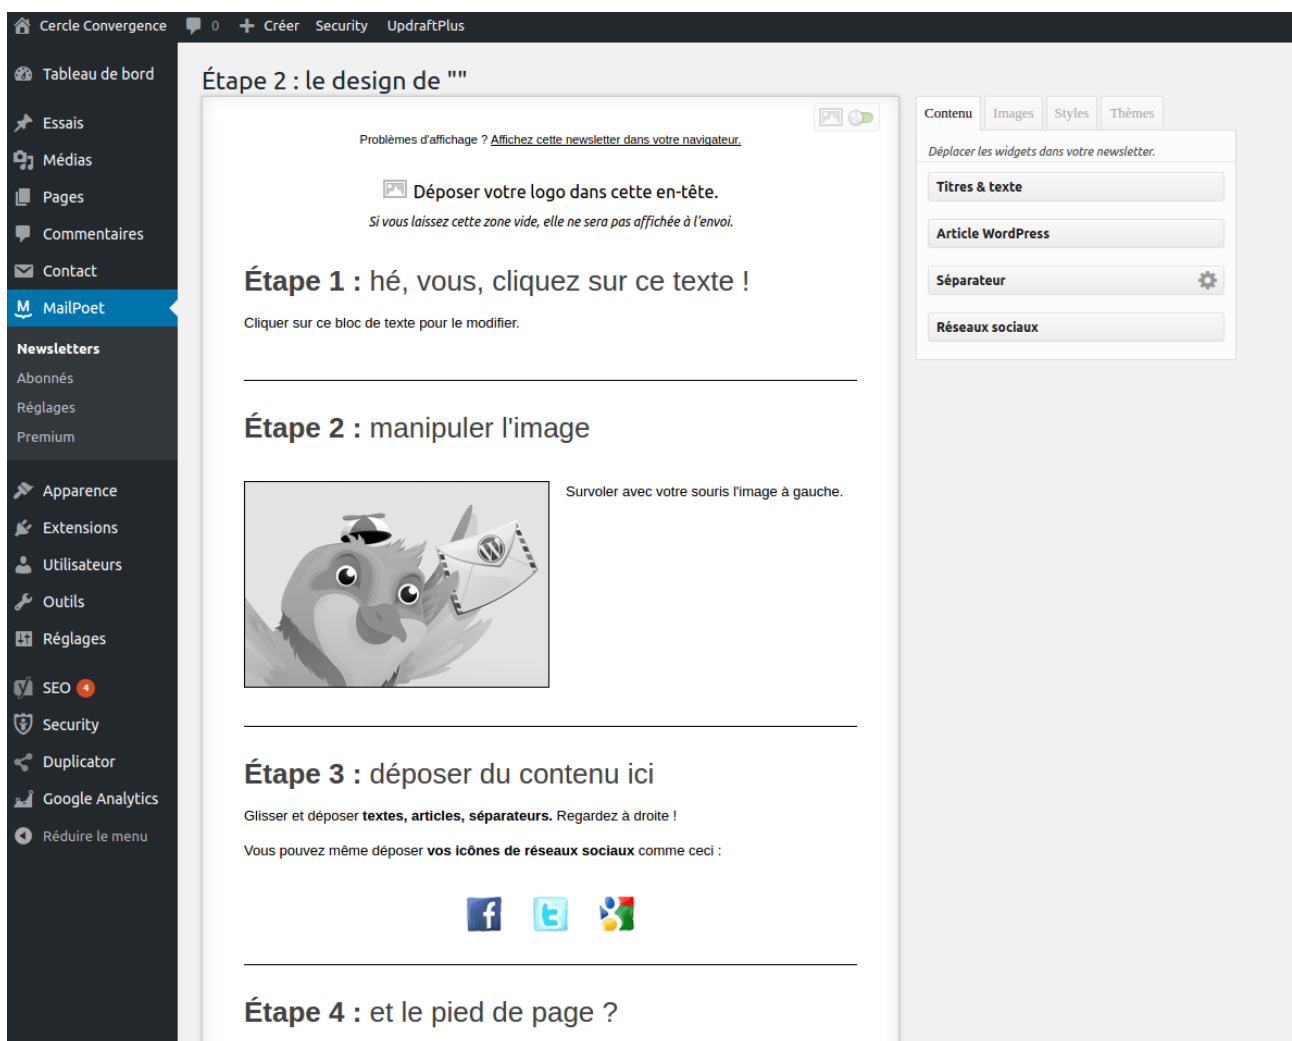 Cercle Convergence 0 Créer Security UpdraftPlus
Tableau de bord
Essais
Médias
Pages
Commentaires
Contact
MailPoet
Newsletters
Abonnés
Réglages
Premium
Apparence
Extensions
Utilisateurs
Outils
Réglages
SEO 4
Security
Duplicator
Google Analytics
Réduire le menu
Étape 2 : le design de ""
Problèmes d'affichage ? Affichez cette newsletter dans votre navigateur.
Déposer votre logo dans cette en-tête.
Si vous laissez cette zone vide, elle ne sera pas affichée à l'envoi.
Étape 1 : hé, vous, cliquez sur ce texte !
Cliquer sur ce bloc de texte pour le modifier.
Étape 2 : manipuler l'image
Survoler avec votre souris l'image à gauche.
Étape 3 : déposer du contenu ici
Glisser et déposer textes, articles, séparateurs. Regardez à droite !
Vous pouvez même déposer vos icônes de réseaux sociaux comme ceci :
Étape 4 : et le pied de page ?
Contenu Images Styles Thèmes
Déplacer les widgets dans votre newsletter.
Titres & texte
Article WordPress
Séparateur
Réseaux sociaux